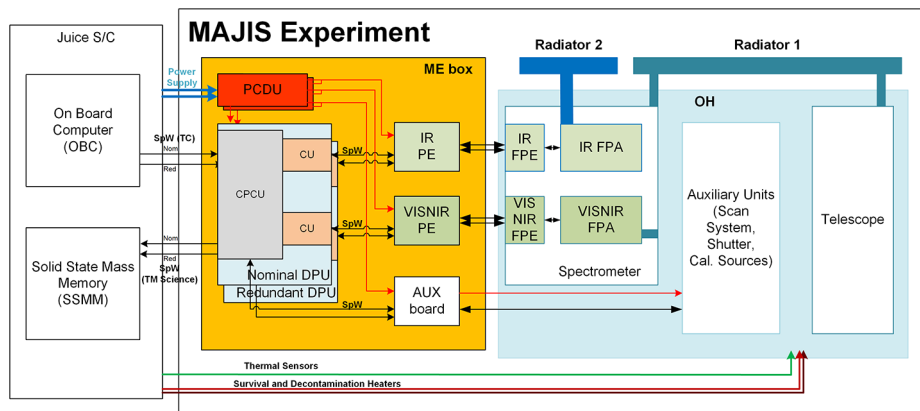 MAJIS Experiment
Juice S/C
Radiator 2
Radiator 1
Power
Supply
PCDU
ME box
OH
On Board
Computer
(OBC)
SpW (TC)
Nom
Red
CU
CPCU
SpW
IR
PE
IR
FPE
IR FPA
Auxiliary Units
(Scan
System,
Shutter,
Cal. Sources)
Telescope
CU
SpW
VISNIR
PE
VIS
NIR
FPE
VISNIR
FPA
Spectrometer
Solid State Mass
Memory
(SSMM)
Nom
Red
SpW
(TM Science)
Nominal DPU
Redundant DPU
SpW
AUX
board
Thermal Sensors
Survival and Decontamination Heaters